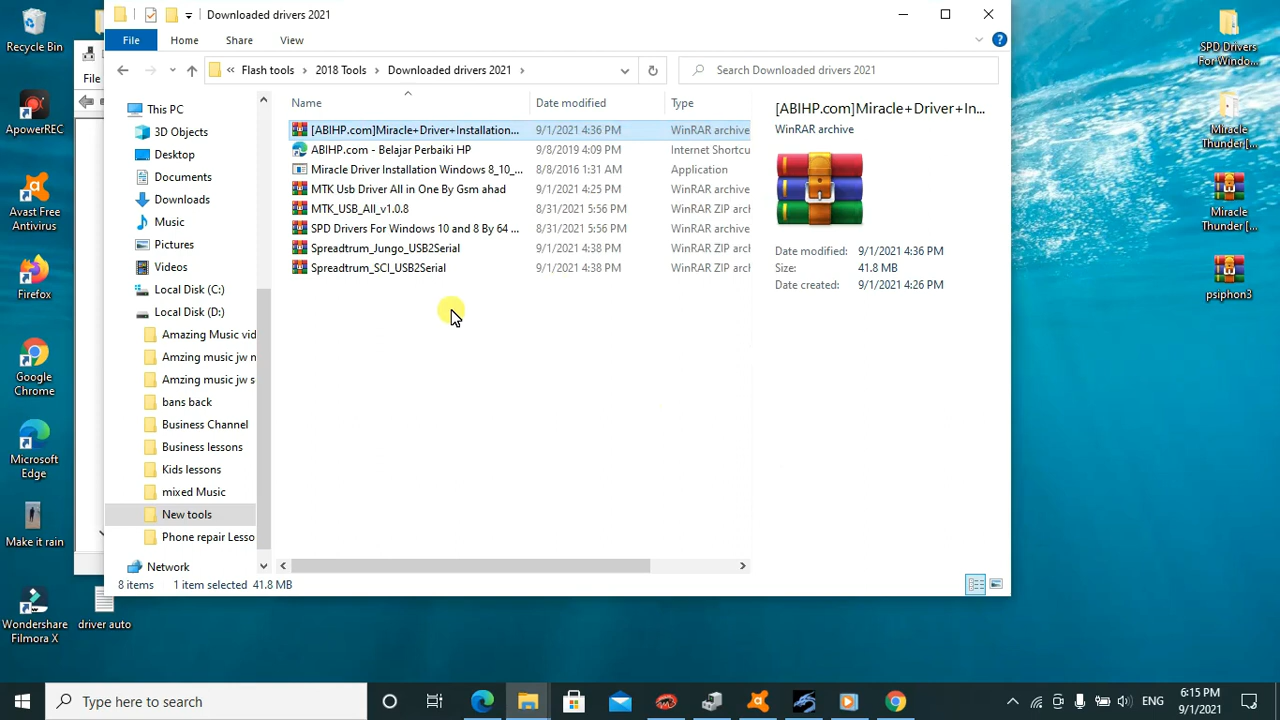 Downloaded drivers 2021
File
Home
Share
View
Flash tools
2018 Tools
Downloaded drivers 2021
Search Downloaded drivers 2021
Name
Date modified
Type
[ABIHP.com]Miracle+Driver+Installation... 9/1/2021 4:36 PM WinRAR archive
ABIHP.com - Belajar Perbaiki HP 9/8/2019 4:09 PM Internet Shortcu
Miracle Driver Installation Windows 8_10_... 8/8/2016 1:31 AM Application
MTK Usb Driver All in One By Gsm ahad 9/1/2021 4:25 PM WinRAR archive
MTK_USB_All_v1.0.8 8/31/2021 5:56 PM WinRAR ZIP arch
SPD Drivers For Windows 10 and 8 By 64 ... 8/31/2021 5:56 PM WinRAR ZIP arch
Spreadtrum_Jungo_USB2Serial 9/1/2021 4:38 PM WinRAR ZIP arch
Spreadtrum_SCI_USB2Serial 9/1/2021 4:38 PM WinRAR ZIP arch
This PC
3D Objects
Desktop
Documents
Downloads
Music
Pictures
Videos
Local Disk (C:)
Local Disk (D:)
Amazing Music vid
Amzing music jw n
Amzing music jw s
bans back
Business Channel
Business lessons
Kids lessons
mixed Music
New tools
Phone repair Lesso
Network
[ABIHP.com]Miracle+Driver+In...
WinRAR archive
Date modified: 9/1/2021 4:36 PM
Size: 41.8 MB
Date created: 9/1/2021 4:26 PM
8 items
1 item selected 41.8 MB
File
Recycle Bin
ApowerREC
Avast Free
Antivirus
Firefox
Google
Chrome
Microsoft
Edge
Make it rain
Wondershare
Filmora X
driver auto
SPD Drivers
For Windo...
Miracle
Thunder [...
Miracle
Thunder [...
psiphon3
Type here to search
ENG
6:15 PM
9/1/2021